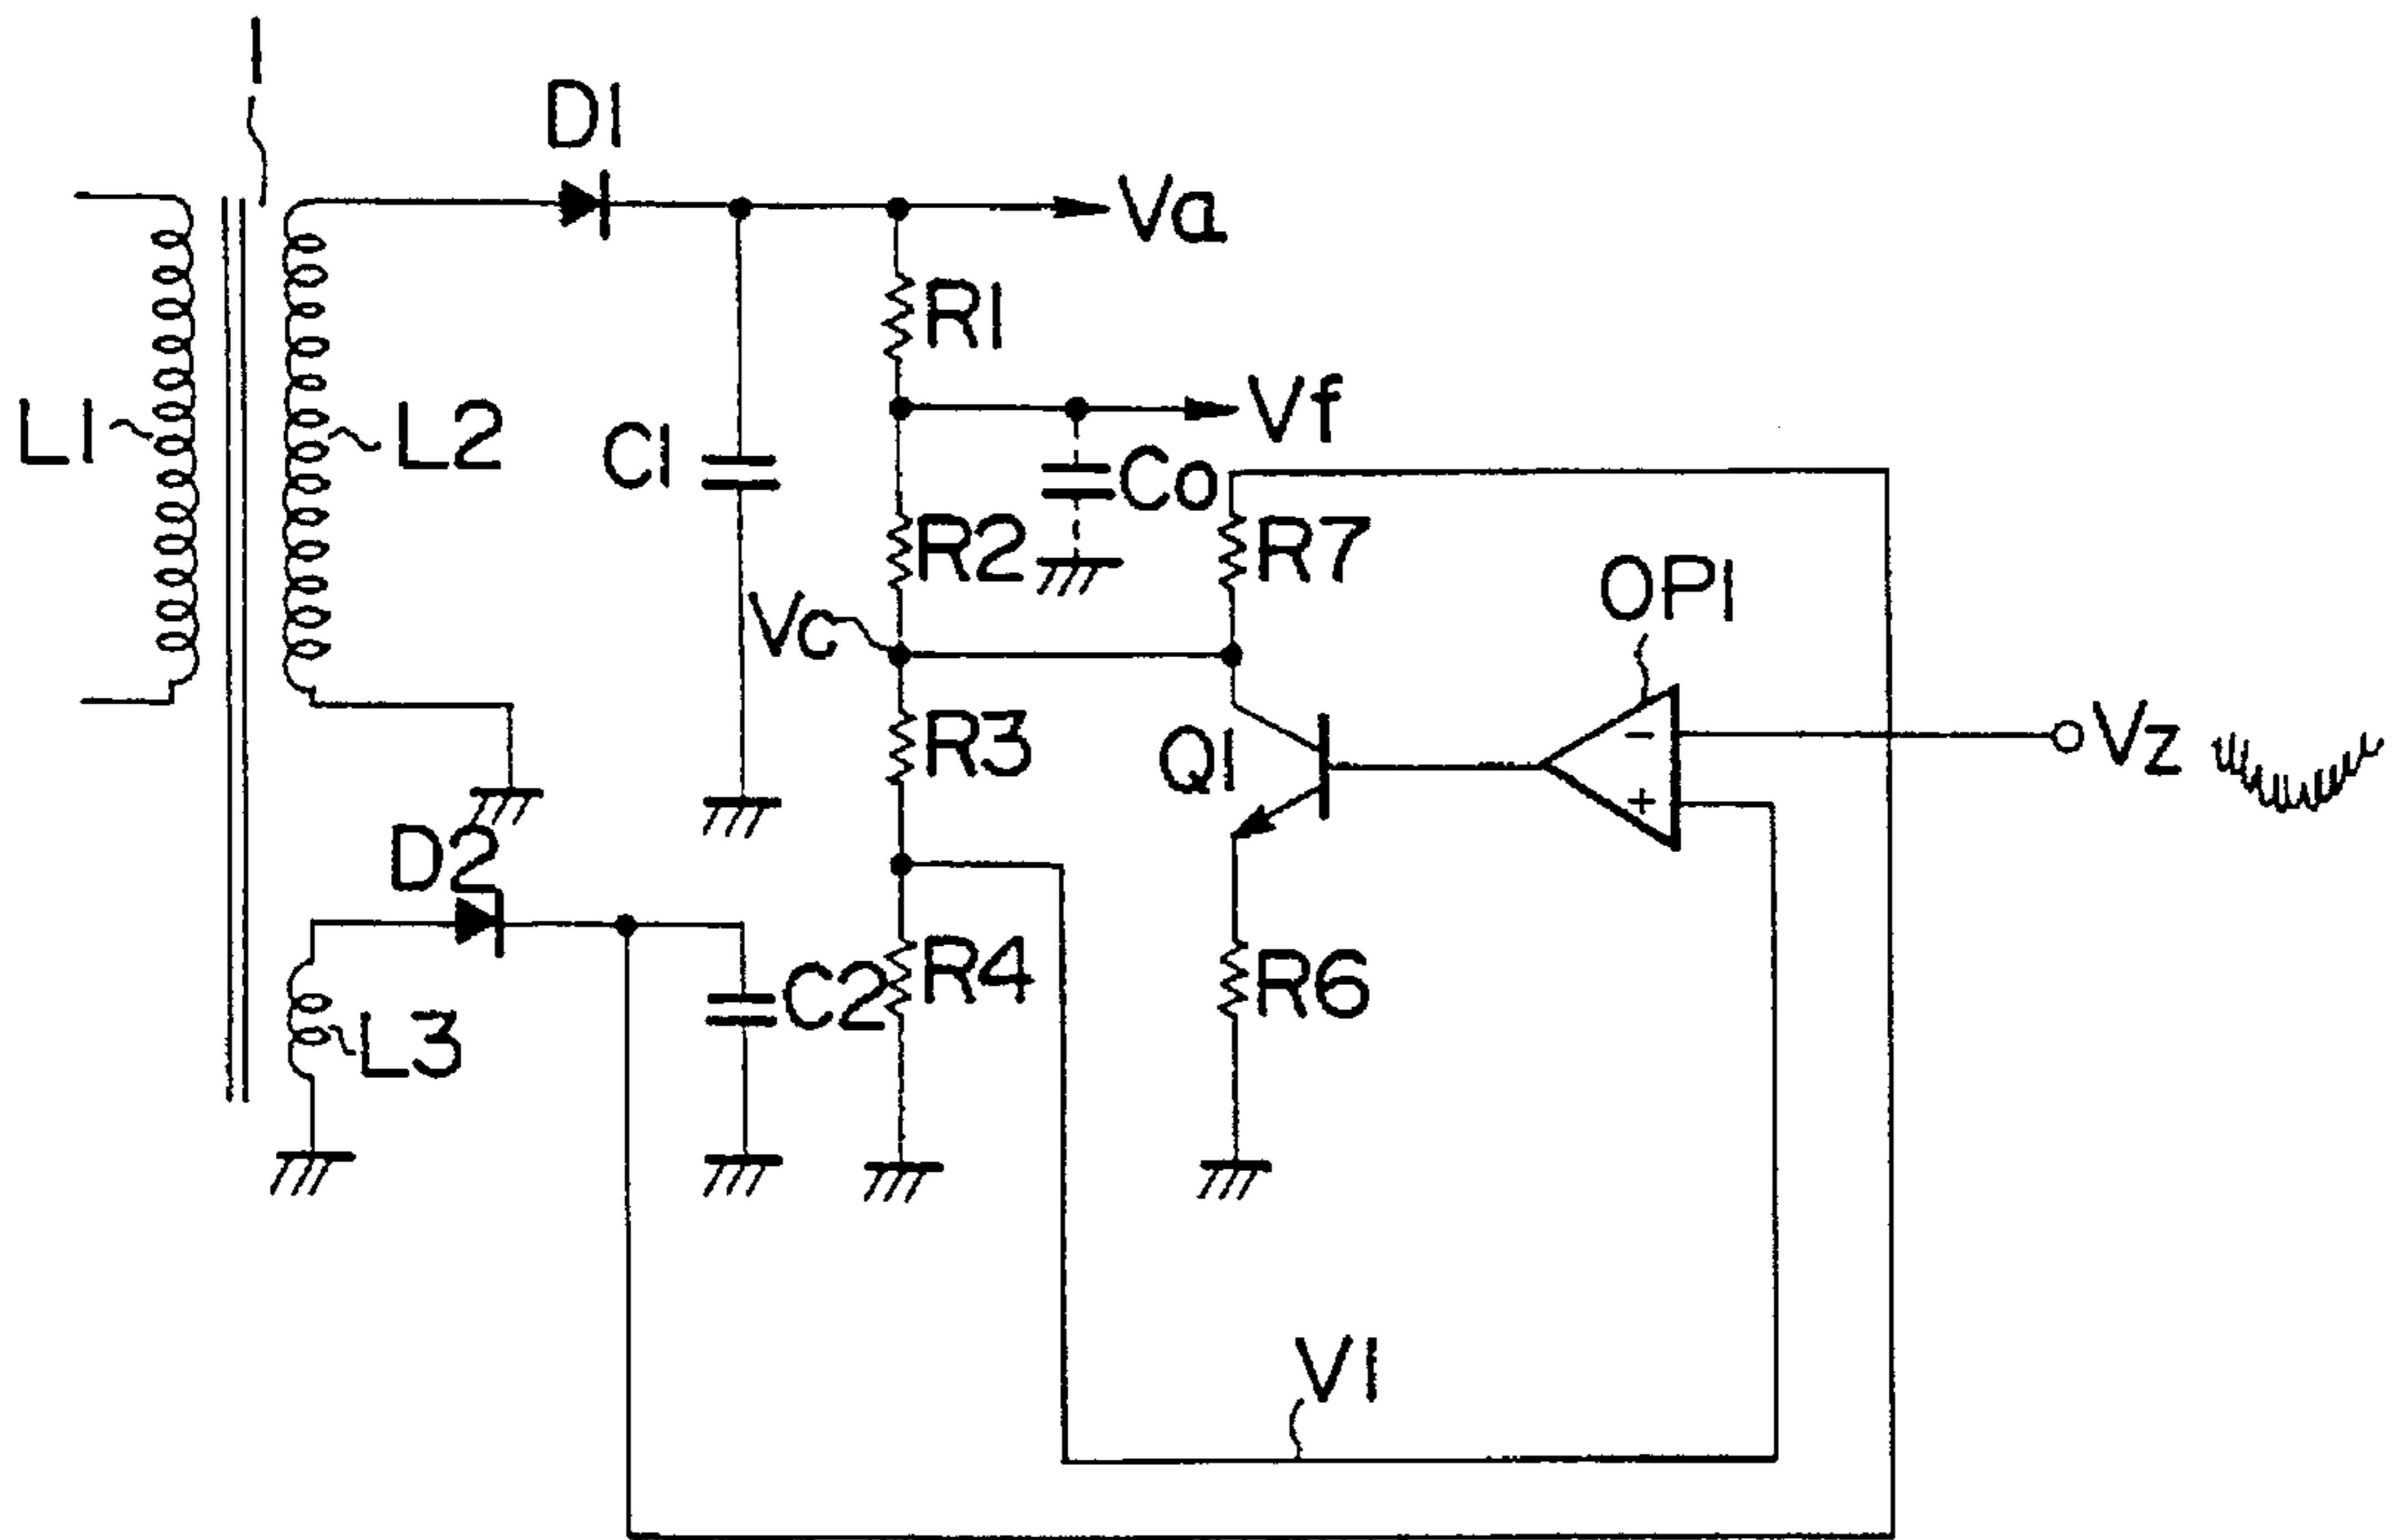 1
D1
Va
R1
L1
L2
C1
Vf
Co
R2
R7
OP1
Vc
R3
Q1
-
Vz
+
D2
R4
C2
R6
L3
V1